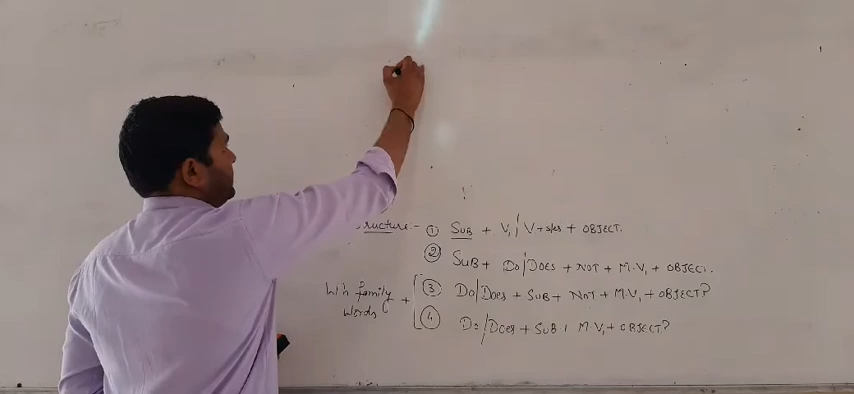 ructure:- ① SUB + V₁ / V+s/es + OBJECT.
② SUB + DO/DOES + NOT + M.V₁ + OBJECT.
Wh family words + ③ DO/DOES + SUB + NOT + M.V₁ + OBJECT?
④ DO/DOES + SUB + M.V₁ + OBJECT?